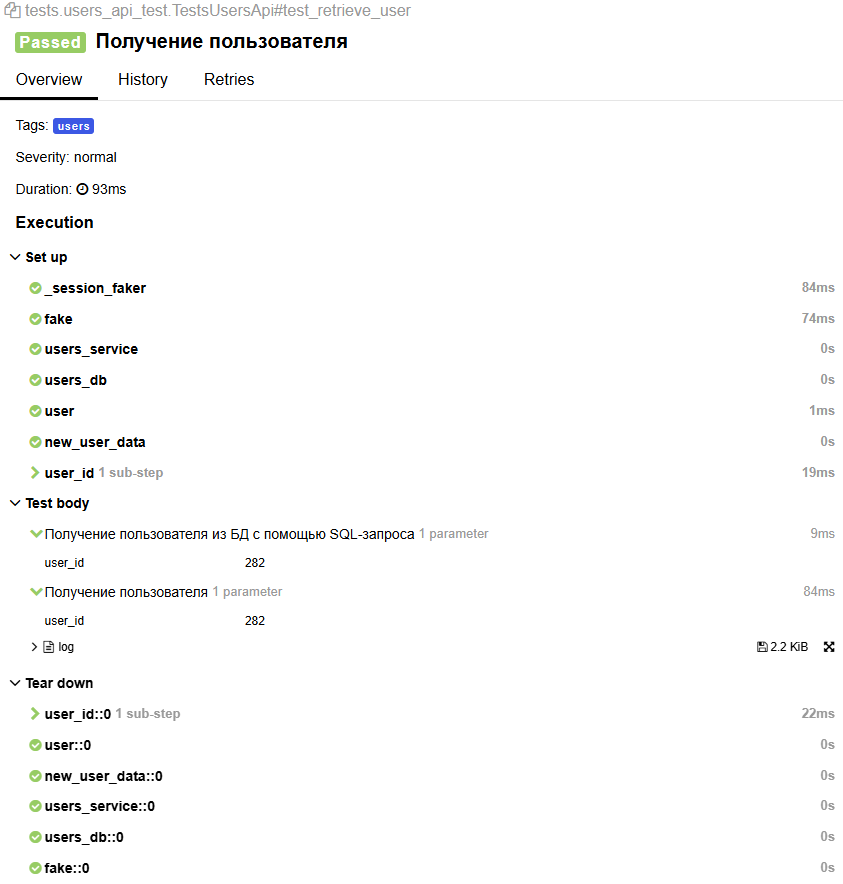 tests.users_api_test.TestsUsersApi#test_retrieve_user
Passed Получение пользователя
Overview History Retries
Tags: users
Severity: normal
Duration: 93ms
Execution
Set up
_session_faker 84ms
fake 74ms
users_service 0s
users_db 0s
user 1ms
new_user_data 0s
user_id 1 sub-step 19ms
Test body
Получение пользователя из БД с помощью SQL-запроса 1 parameter 9ms
user_id 282
Получение пользователя 1 parameter 84ms
user_id 282
log 2.2 KiB
Tear down
user_id::0 1 sub-step 22ms
user::0 0s
new_user_data::0 0s
users_service::0 0s
users_db::0 0s
fake::0 0s